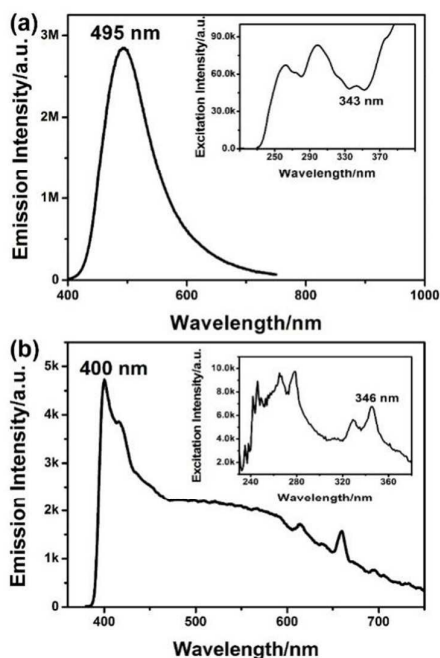 (a)
495 nm
Emission Intensity/a.u.
3M
2M
1M
0
400 600 800 1000
Wavelength/nm
Excitation Intensity/a.u.
90.0k
60.0k
30.0k
0.0
343 nm
250 290 330 370
Wavelength/nm
(b)
400 nm
Emission Intensity/a.u.
5k
4k
3k
2k
1k
0
400 500 600 700
Wavelength/nm
Excitation Intensity/a.u.
10.0k
8.0k
6.0k
4.0k
2.0k
346 nm
240 280 320 360
Wavelength/nm